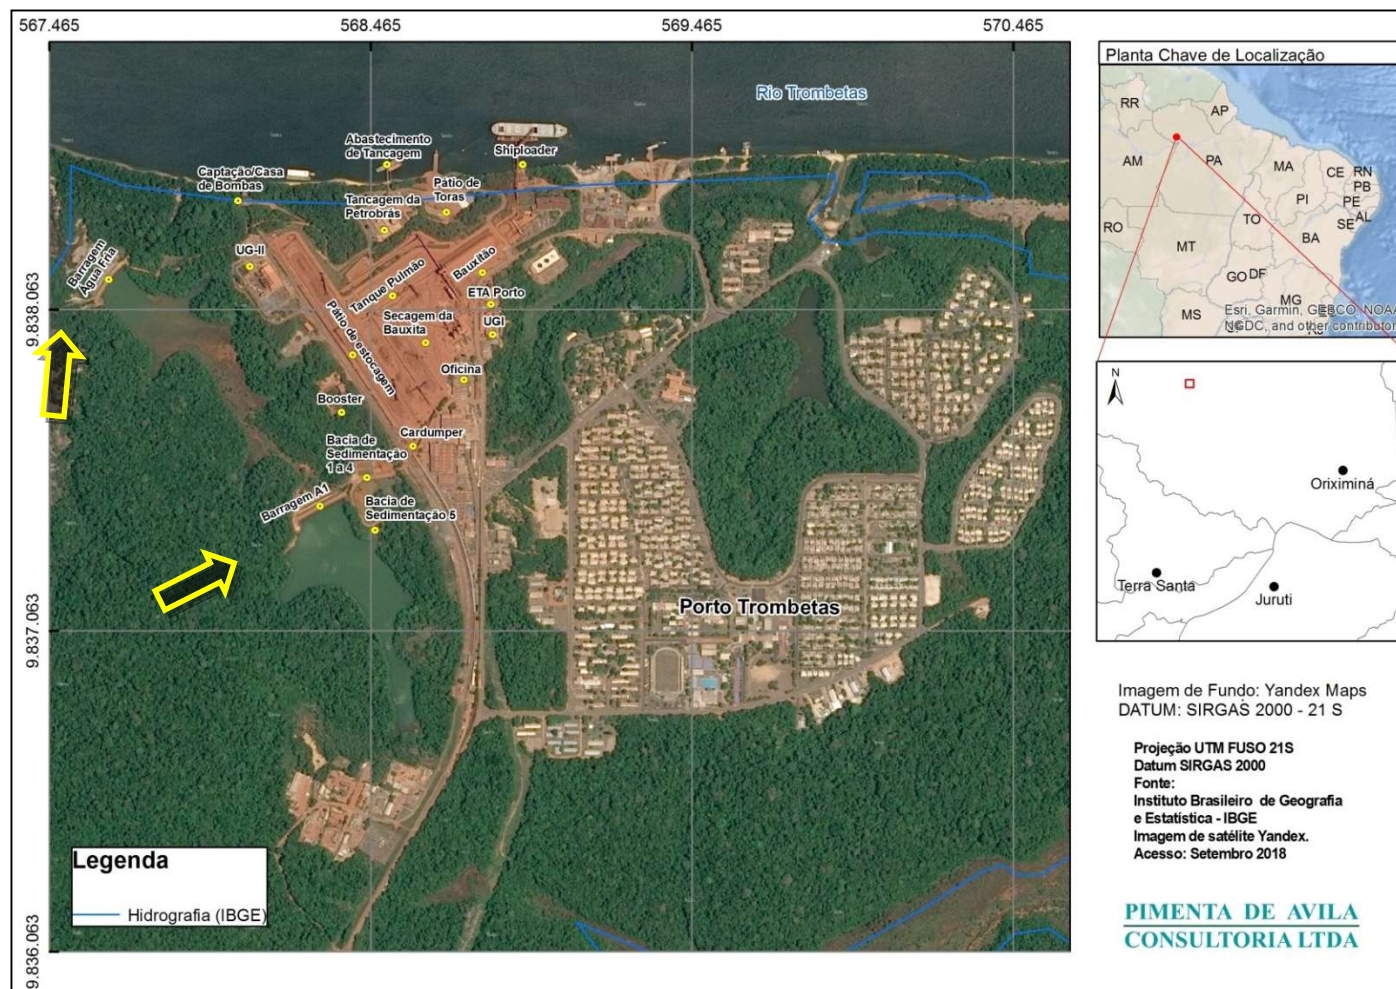 567.465
568.465
569.465
570.465
9.838.063
9.837.063
9.836.063
Rio Trombetas
Abastecimento
de Tancagem
Shiploader
Captação/Casa
de Bombas
Pátio de
Toras
Tancagem da
Petrobrás
UG-II
Barragem
Água Fria
Tanque Pulmão
Bauxitão
ETA Porto
Secagem da
Bauxita
UGI
Pátio de estocagem
Oficina
Booster
Cardumper
Bacia de
Sedimentação
1 a 4
Barragem A1
Bacia de
Sedimentação 5
Porto Trombetas
Legenda
Hidrografia (IBGE)
Planta Chave de Localização
RR
AP
AM
PA
MA
CE
RN
PB
PI
PE
AL
TO
SE
RO
MT
BA
GO
DF
MG
MS
Esri, Garmin, GEBCO, NOAA
NGDC, and other contributor
N
Oriximiná
Terra Santa
Juruti
Imagem de Fundo: Yandex Maps
DATUM: SIRGAS 2000 - 21 S
Projeção UTM FUSO 21S
Datum SIRGAS 2000
Fonte:
Instituto Brasileiro de Geografia
e Estatística - IBGE
Imagem de satélite Yandex.
Acesso: Setembro 2018
PIMENTA DE AVILA
CONSULTORIA LTDA